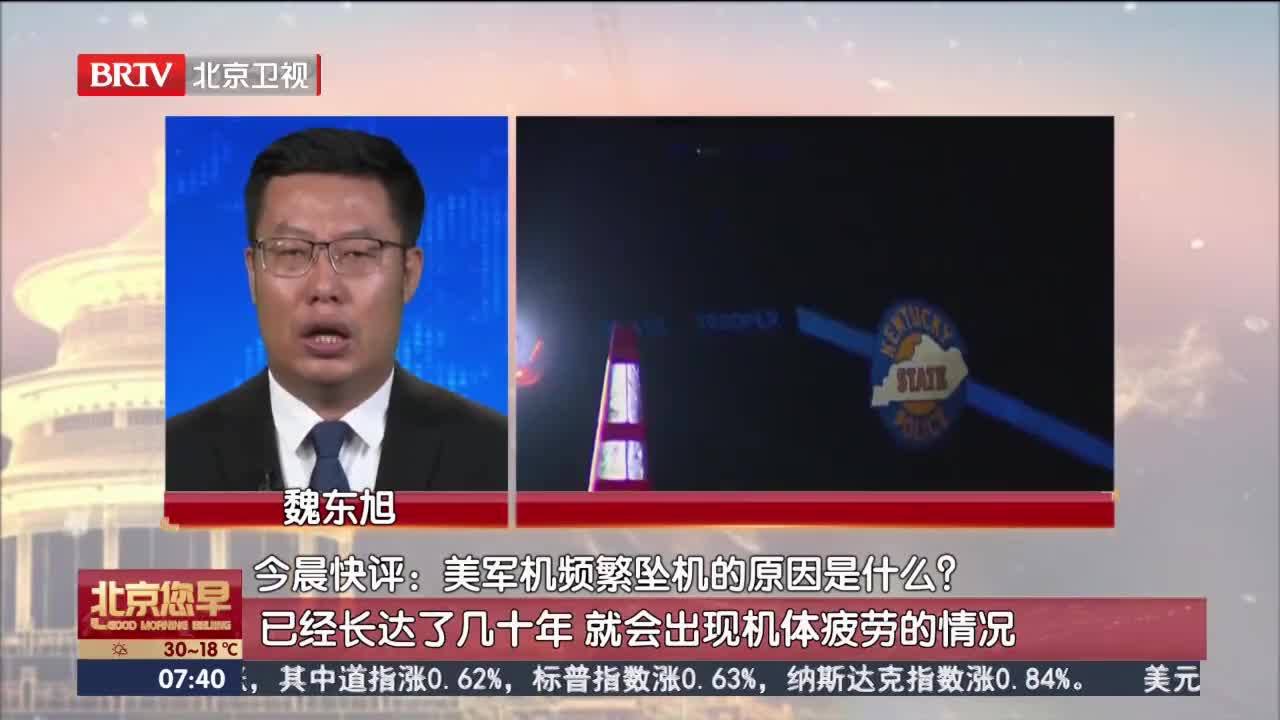 BRTV 北京卫视
TROOPER
KENTUCKY
STATE
POLICE
魏东旭
今晨快评：美军机频繁坠机的原因是什么？
北京您早
GOOD MORNING BEIJING
已经长达了几十年 就会出现机体疲劳的情况
30~18℃
07:40
，其中道指涨0.62%，标普指数涨0.63%，纳斯达克指数涨0.84%。 美元